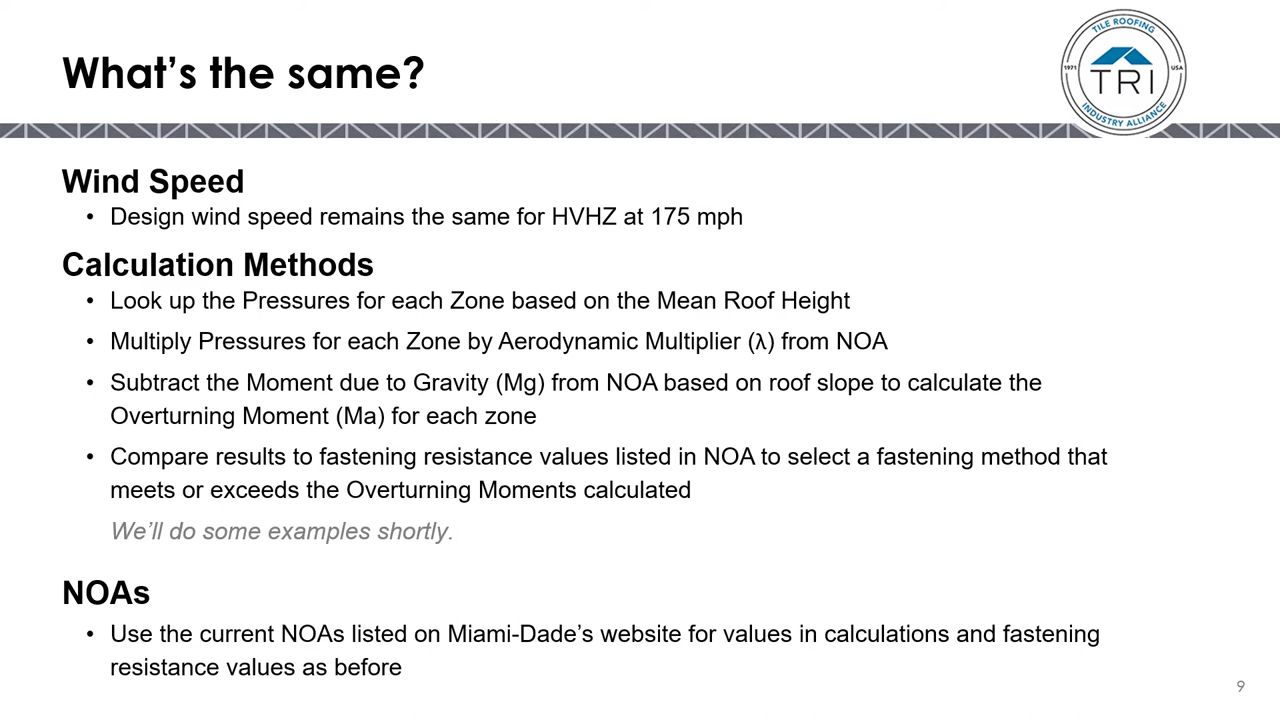 What's the same?
TILE ROOFING
1971
USA
TRI
INDUSTRY ALLIANCE
Wind Speed
• Design wind speed remains the same for HVHZ at 175 mph
Calculation Methods
• Look up the Pressures for each Zone based on the Mean Roof Height
• Multiply Pressures for each Zone by Aerodynamic Multiplier (λ) from NOA
• Subtract the Moment due to Gravity (Mg) from NOA based on roof slope to calculate the
Overturning Moment (Ma) for each zone
• Compare results to fastening resistance values listed in NOA to select a fastening method that
meets or exceeds the Overturning Moments calculated
We'll do some examples shortly.
NOAs
• Use the current NOAs listed on Miami-Dade's website for values in calculations and fastening
resistance values as before
9